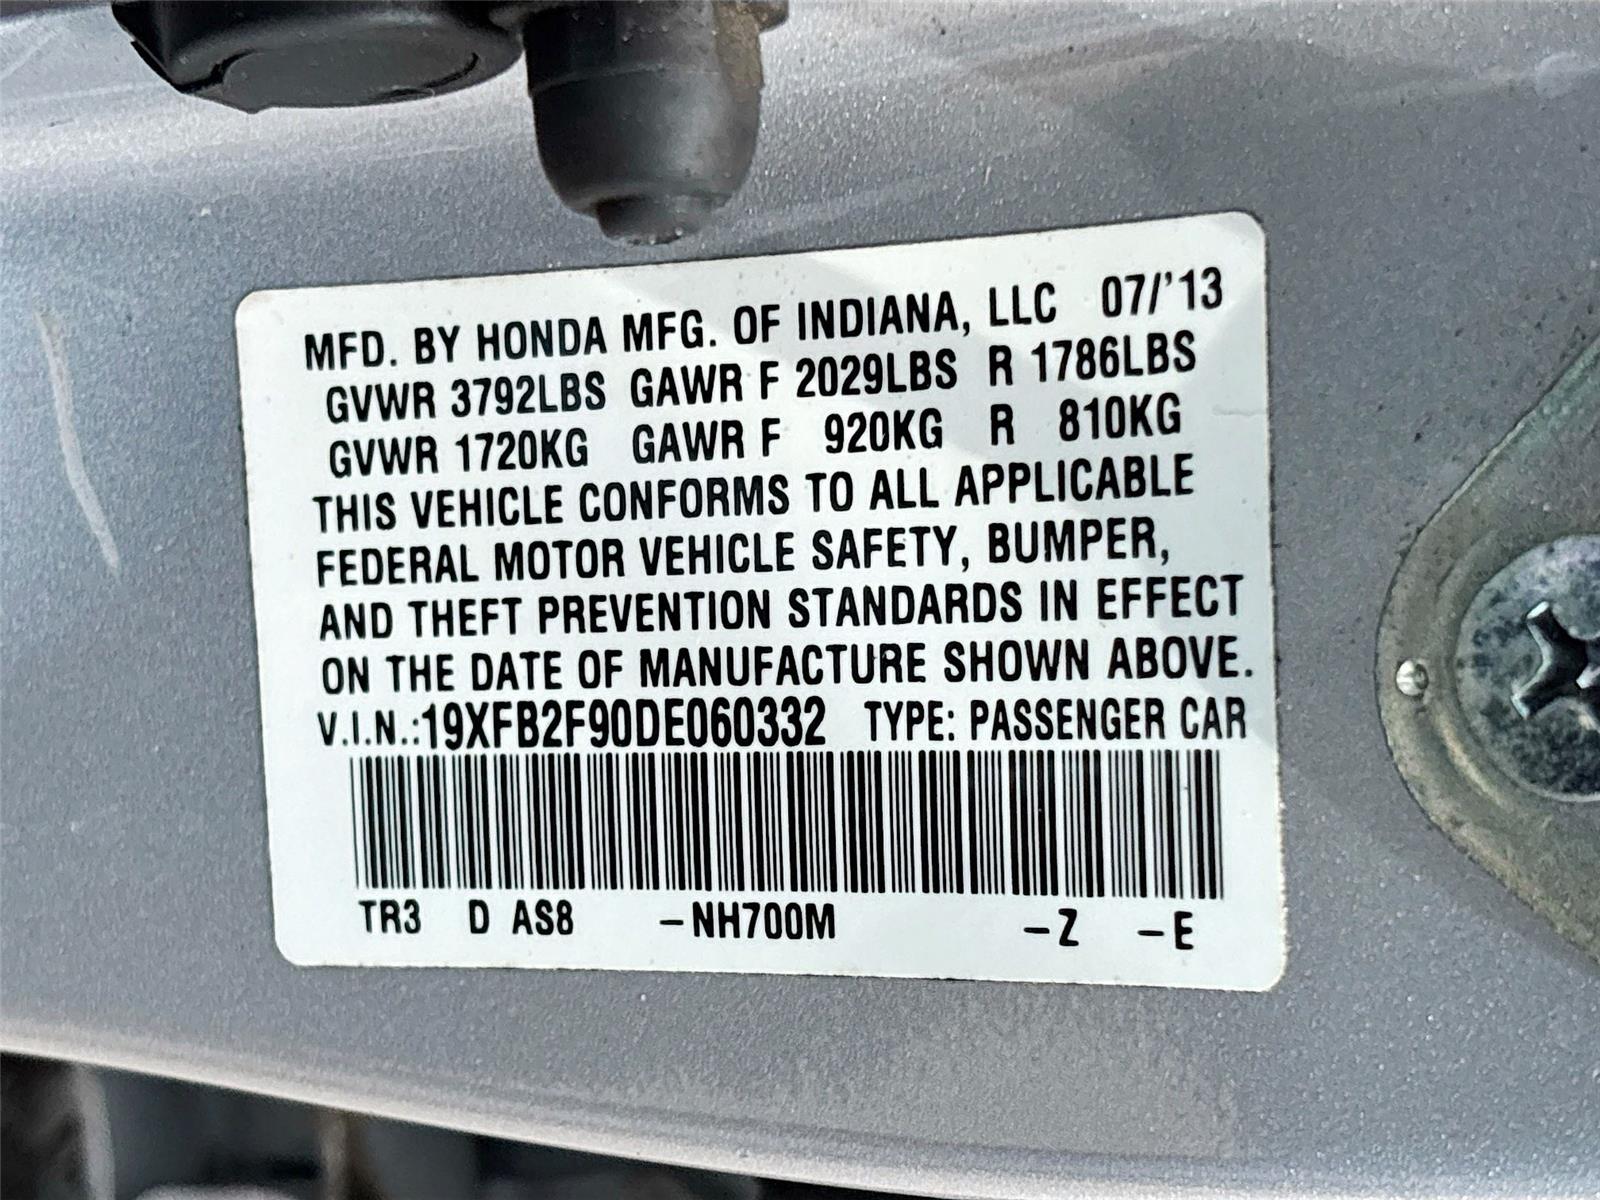 MFD. BY HONDA MFG. OF INDIANA, LLC 07/'13
GVWR 3792LBS GAWR F 2029LBS R 1786LBS
GVWR 1720KG GAWR F 920KG R 810KG
THIS VEHICLE CONFORMS TO ALL APPLICABLE
FEDERAL MOTOR VEHICLE SAFETY, BUMPER,
AND THEFT PREVENTION STANDARDS IN EFFECT
ON THE DATE OF MANUFACTURE SHOWN ABOVE.
V.I.N.:19XFB2F90DE060332 TYPE: PASSENGER CAR
TR3 D AS8 –NH700M –Z –E